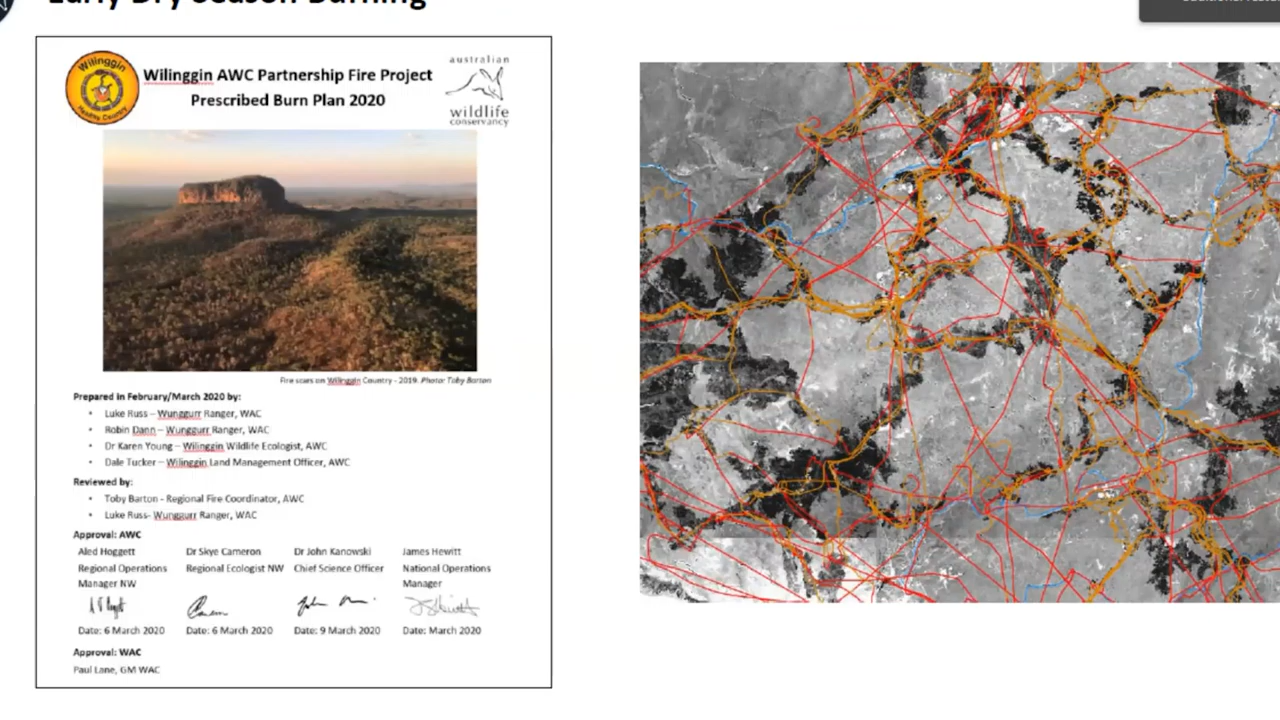 Early Dry Season Burning
Wilinggin
Healthy Country
Wilinggin AWC Partnership Fire Project
Prescribed Burn Plan 2020
australian
wildlife
conservancy
Fire scars on Wilinggin Country - 2019. Photo: Toby Barton
Prepared in February/March 2020 by:
• Luke Russ – Wunggurr Ranger, WAC
• Robin Dann – Wunggurr Ranger, WAC
• Dr Karen Young – Wilinggin Wildlife Ecologist, AWC
• Dale Tucker – Wilinggin Land Management Officer, AWC
Reviewed by:
• Toby Barton - Regional Fire Coordinator, AWC
• Luke Russ- Wunggurr Ranger, WAC
Approval: AWC
Aled Hoggett Dr Skye Cameron Dr John Kanowski James Hewitt
Regional Operations Regional Ecologist NW Chief Science Officer National Operations
Manager NW Manager
Date: 6 March 2020 Date: 6 March 2020 Date: 9 March 2020 Date: March 2020
Approval: WAC
Paul Lane, GM WAC